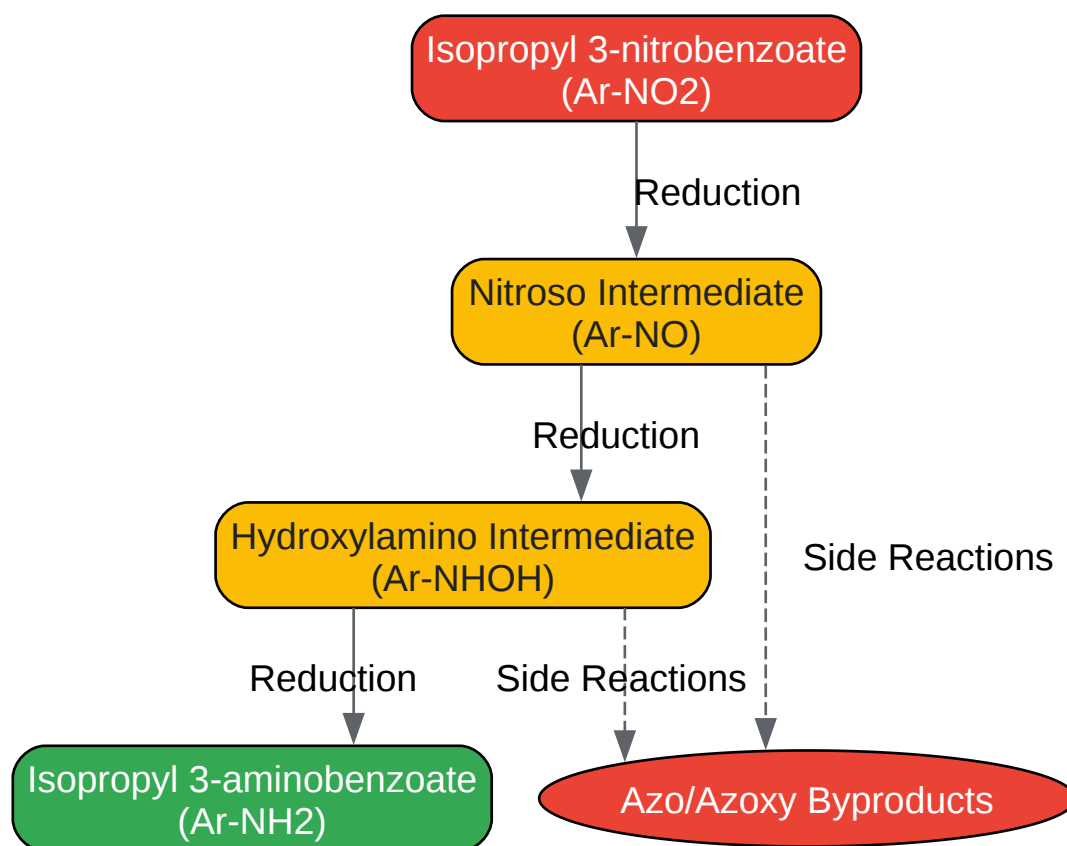 Isopropyl 3-nitrobenzoate
(Ar-NO2)
Reduction
Nitroso Intermediate
(Ar-NO)
Reduction
Hydroxylamino Intermediate
(Ar-NHOH)
Side Reactions
Reduction
Side Reactions
Isopropyl 3-aminobenzoate
(Ar-NH2)
Azo/Azoxy Byproducts